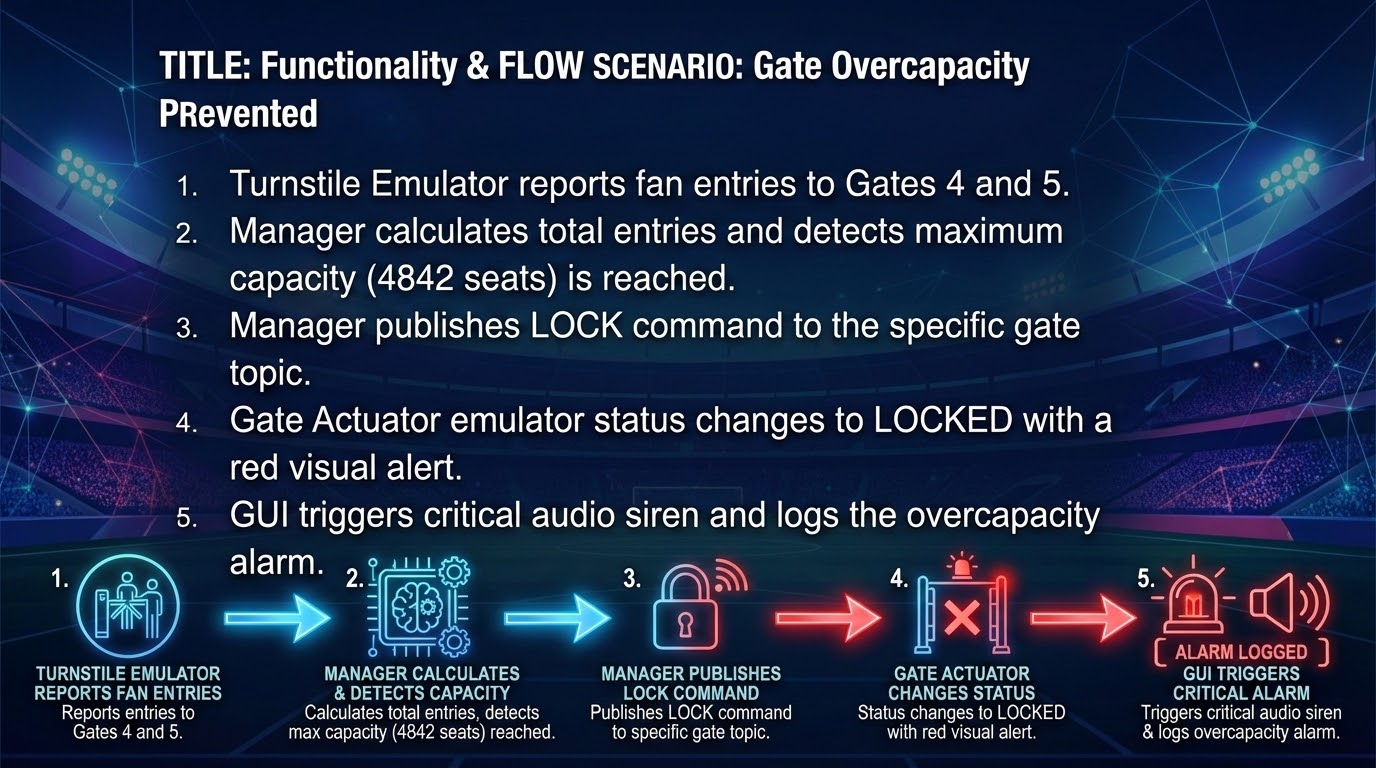 TITLE: Functionality & FLOW SCENARIO: Gate Overcapacity
PRevented
1. Turnstile Emulator reports fan entries to Gates 4 and 5.
2. Manager calculates total entries and detects maximum
capacity (4842 seats) is reached.
3. Manager publishes LOCK command to the specific gate
topic.
4. Gate Actuator emulator status changes to LOCKED with a
red visual alert.
5. GUI triggers critical audio siren and logs the overcapacity
alarm.
1.
TURNSTILE EMULATOR
REPORTS FAN ENTRIES
Reports entries to
Gates 4 and 5.
2.
MANAGER CALCULATES
& DETECTS CAPACITY
Calculates total entries, detects
max capacity (4842 seats) reached.
3.
MANAGER PUBLISHES
LOCK COMMAND
Publishes LOCK command
to specific gate topic.
4.
GATE ACTUATOR
CHANGES STATUS
Status changes to LOCKED
with red visual alert.
5.
ALARM LOGGED
GUI TRIGGERS
CRITICAL ALARM
Triggers critical audio siren
& logs overcapacity alarm.